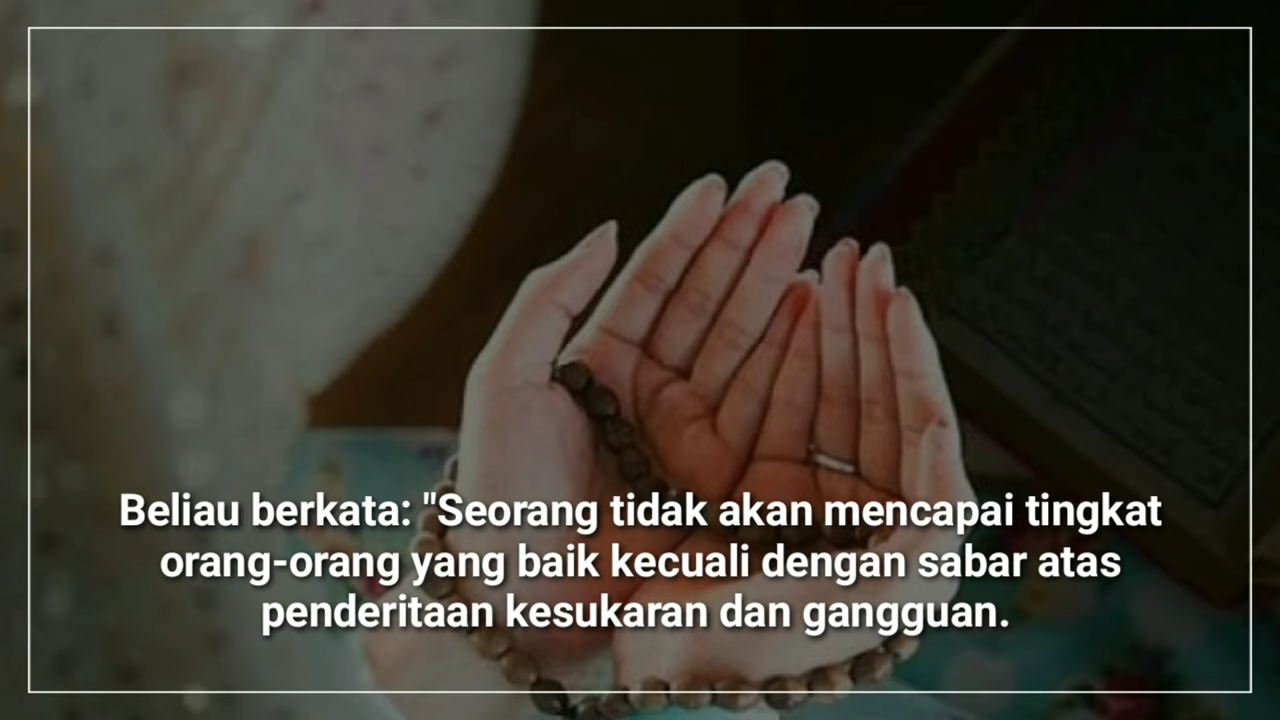 Beliau berkata: "Seorang tidak akan mencapai tingkat
orang-orang yang baik kecuali dengan sabar atas
penderitaan kesukaran dan gangguan.